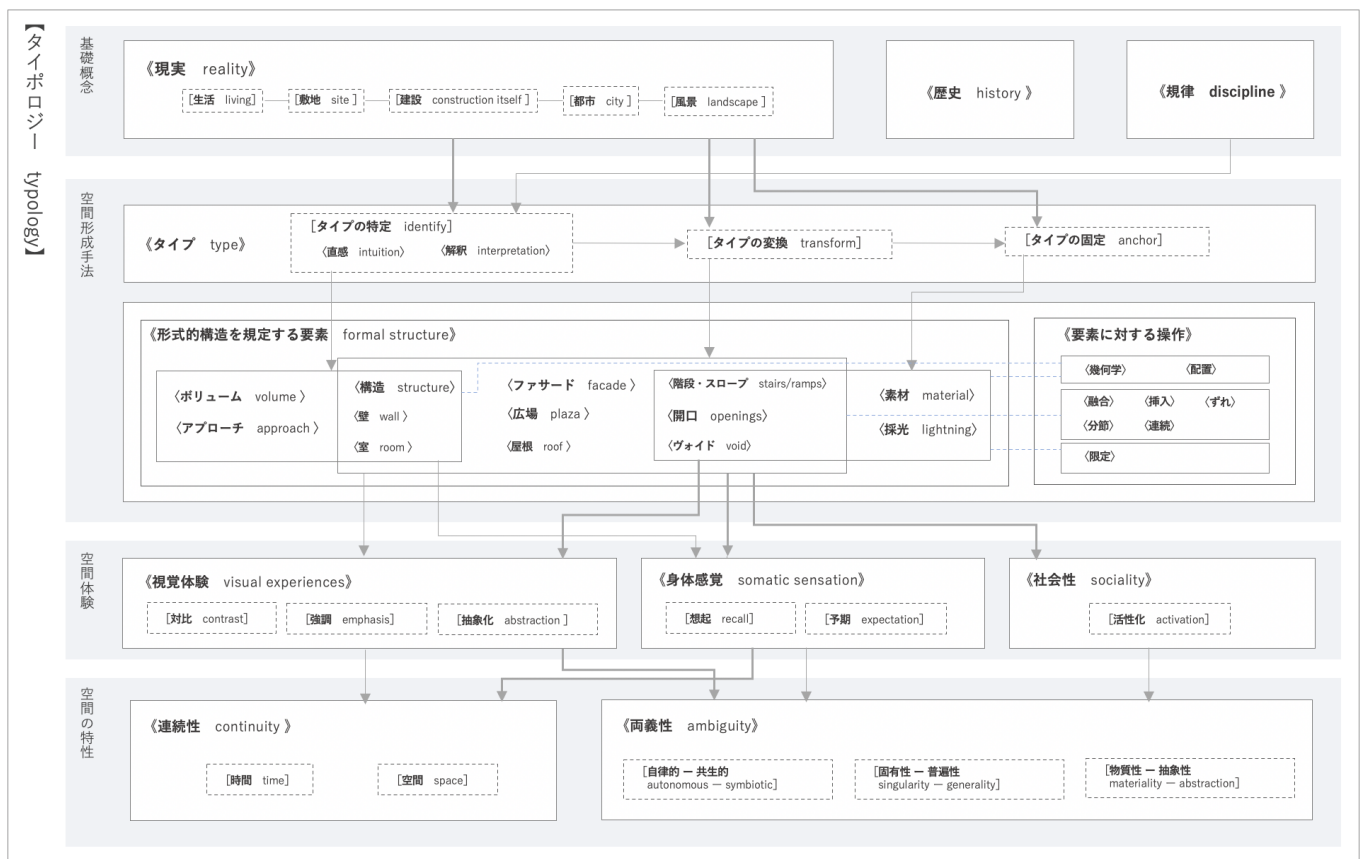 【タイポロジー　typology】
基礎概念
《現実　reality》
[生活　living]
[敷地　site ]
[建設　construction itself]
[都市　city ]
[風景　landscape ]
《歴史　history 》
《規律　discipline 》
空間形成手法
《タイプ　type》
[タイプの特定　identify]
〈直感　intuition〉
〈解釈　interpretation〉
[タイプの変換　transform]
[タイプの固定　anchor]
《形式的構造を規定する要素　formal structure》
〈ボリューム　volume 〉
〈アプローチ　approach 〉
〈構造　structure〉
〈壁　wall 〉
〈室　room 〉
〈ファサード　facade 〉
〈広場　plaza 〉
〈屋根　roof 〉
〈階段・スロープ　stairs/ramps〉
〈開口　openings〉
〈ヴォイド　void〉
〈素材　material〉
〈採光　lightning〉
《要素に対する操作》
〈幾何学〉
〈配置〉
〈融合〉
〈挿入〉
〈ずれ〉
〈分節〉
〈連続〉
〈限定〉
空間体験
《視覚体験　visual experiences》
[対比　contrast]
[強調　emphasis]
[抽象化　abstraction ]
《身体感覚　somatic sensation》
[想起　recall]
[予期　expectation]
《社会性　sociality》
[活性化　activation]
空間の特性
《連続性　continuity 》
[時間　time]
[空間　space]
《両義性　ambiguity》
[自律的 ー 共生的
autonomous ー symbiotic]
[固有性 ー 普遍性
singularity ー generality]
[物質性 ー 抽象性
materiality ー abstraction]